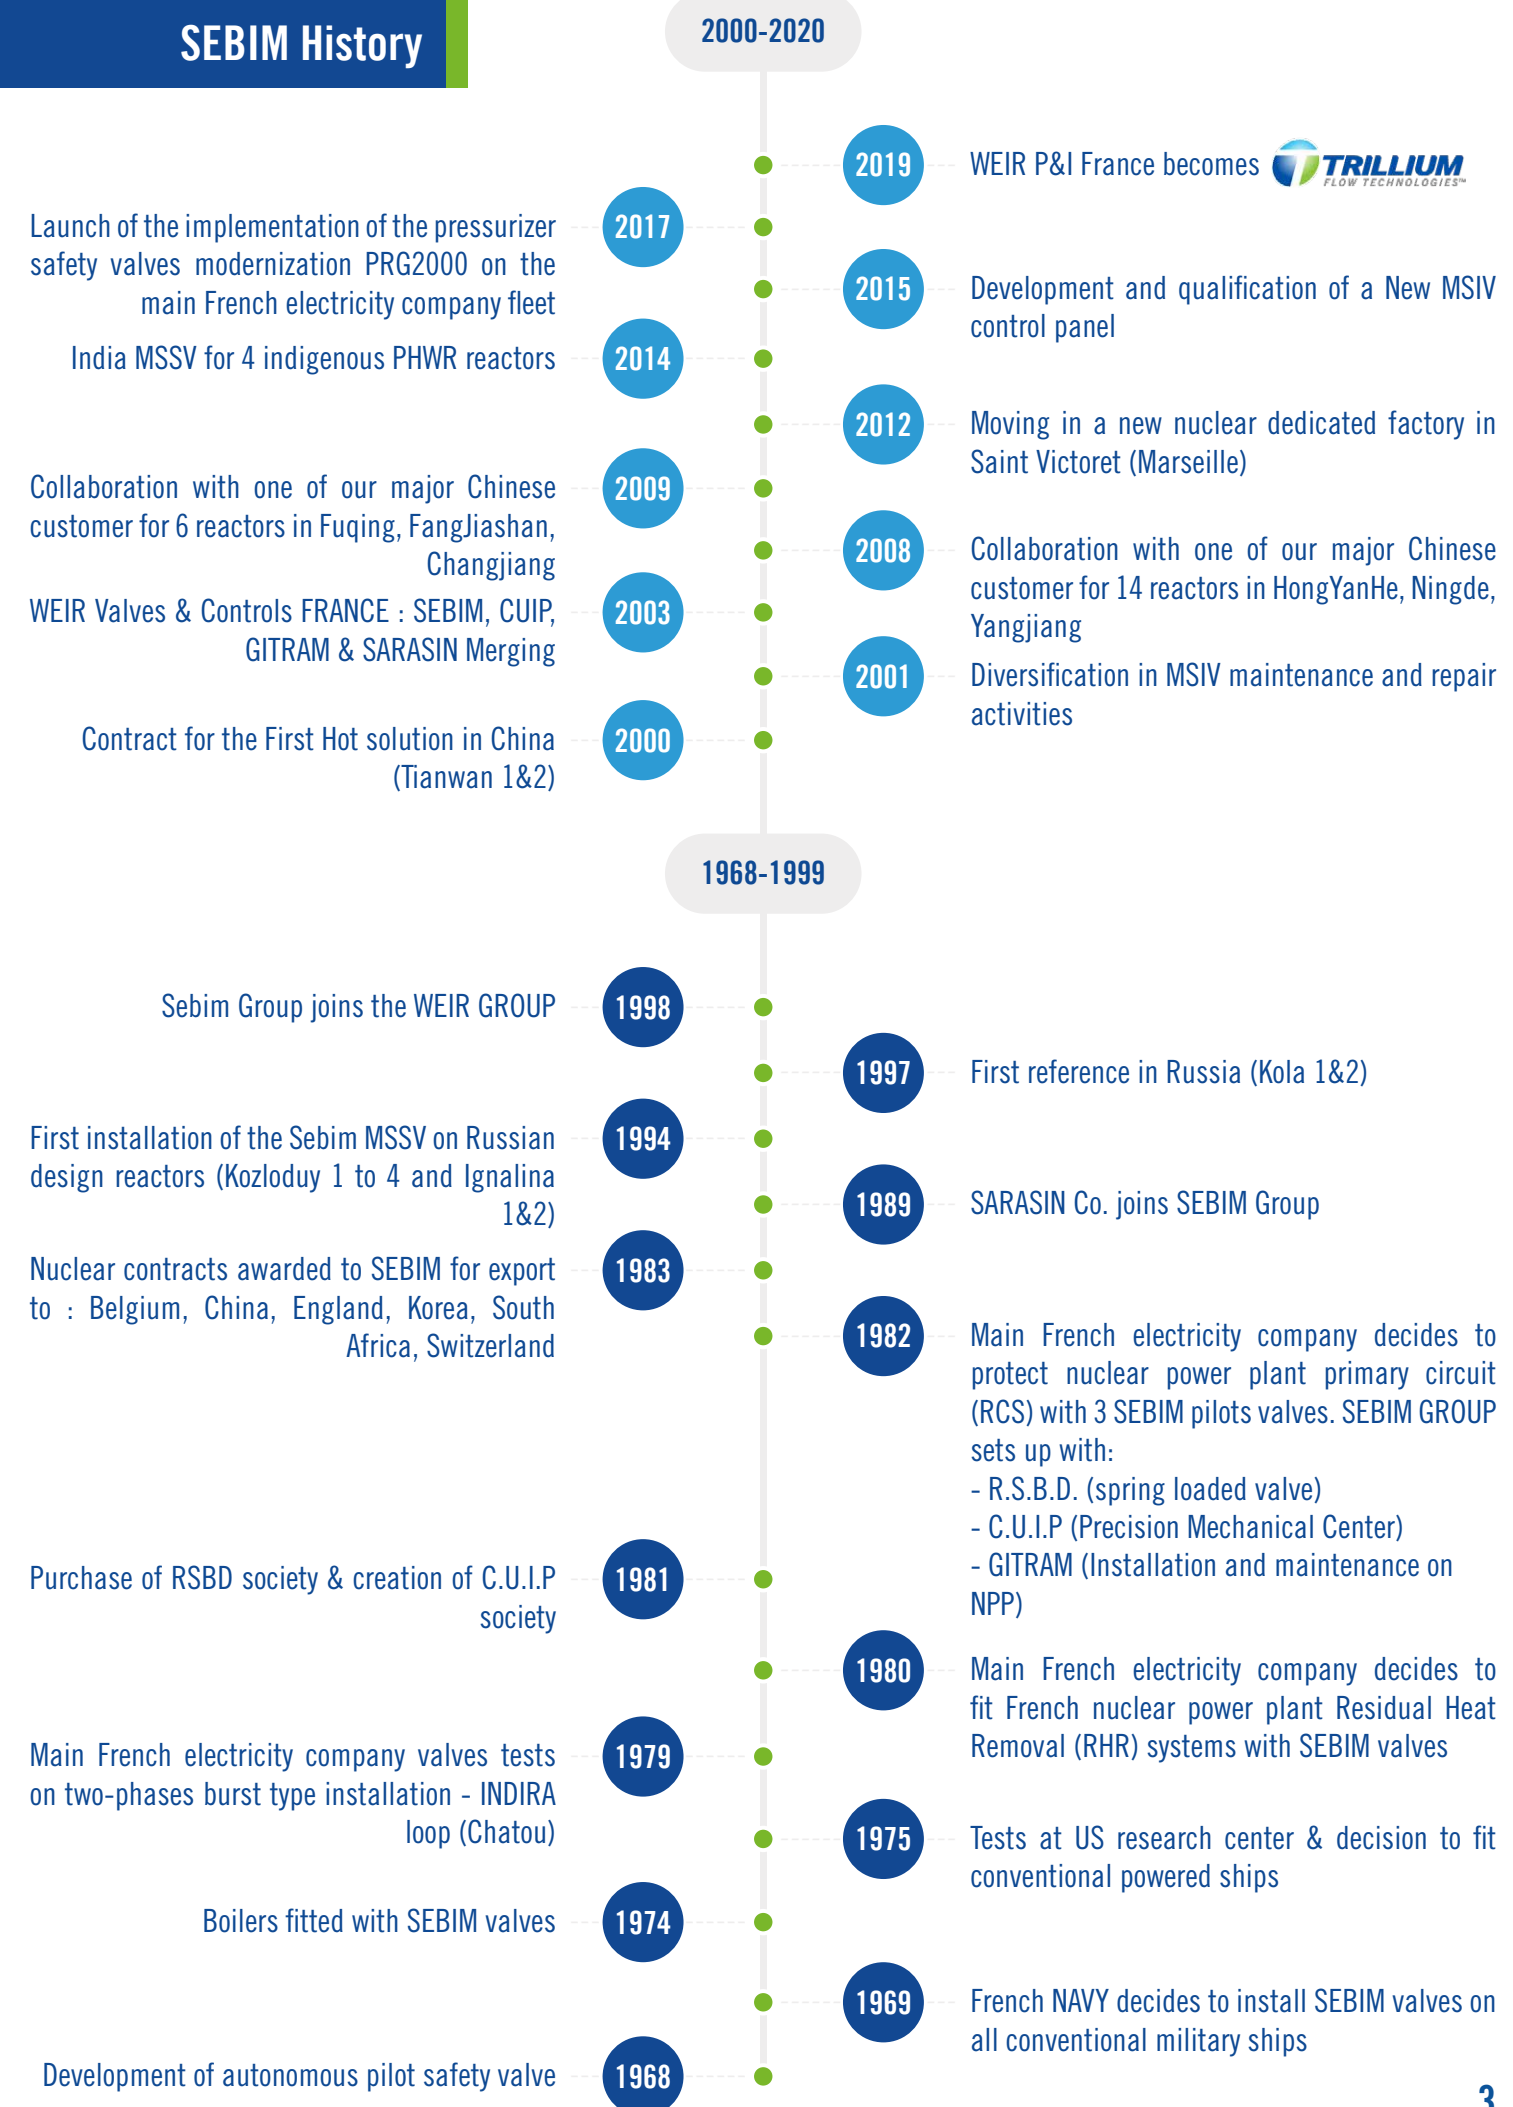 SEBIM History
2000-2020
2019
WEIR P&I France becomes
TRILLIUM
FLOW TECHNOLOGIES™
2017
Launch of the implementation of the pressurizer
safety valves modernization PRG2000 on the
main French electricity company fleet
2015
Development and qualification of a New MSIV
control panel
2014
India MSSV for 4 indigenous PHWR reactors
2012
Moving in a new nuclear dedicated factory in
Saint Victoret (Marseille)
2009
Collaboration with one of our major Chinese
customer for 6 reactors in Fuqing, FangJiashan,
Changjiang
2008
Collaboration with one of our major Chinese
customer for 14 reactors in HongYanHe, Ningde,
Yangjiang
2003
WEIR Valves & Controls FRANCE : SEBIM, CUIP,
GITRAM & SARASIN Merging
2001
Diversification in MSIV maintenance and repair
activities
2000
Contract for the First Hot solution in China
(Tianwan 1&2)
1968-1999
1998
Sebim Group joins the WEIR GROUP
1997
First reference in Russia (Kola 1&2)
1994
First installation of the Sebim MSSV on Russian
design reactors (Kozloduy 1 to 4 and Ignalina
1&2)
1989
SARASIN Co. joins SEBIM Group
1983
Nuclear contracts awarded to SEBIM for export
to : Belgium, China, England, Korea, South
Africa, Switzerland
1982
Main French electricity company decides to
protect nuclear power plant primary circuit
(RCS) with 3 SEBIM pilots valves. SEBIM GROUP
sets up with:
- R.S.B.D. (spring loaded valve)
- C.U.I.P (Precision Mechanical Center)
- GITRAM (Installation and maintenance on
NPP)
1981
Purchase of RSBD society & creation of C.U.I.P
society
1980
Main French electricity company decides to
fit French nuclear power plant Residual Heat
Removal (RHR) systems with SEBIM valves
1979
Main French electricity company valves tests
on two-phases burst type installation - INDIRA
loop (Chatou)
1975
Tests at US research center & decision to fit
conventional powered ships
1974
Boilers fitted with SEBIM valves
1969
French NAVY decides to install SEBIM valves on
all conventional military ships
1968
Development of autonomous pilot safety valve
3